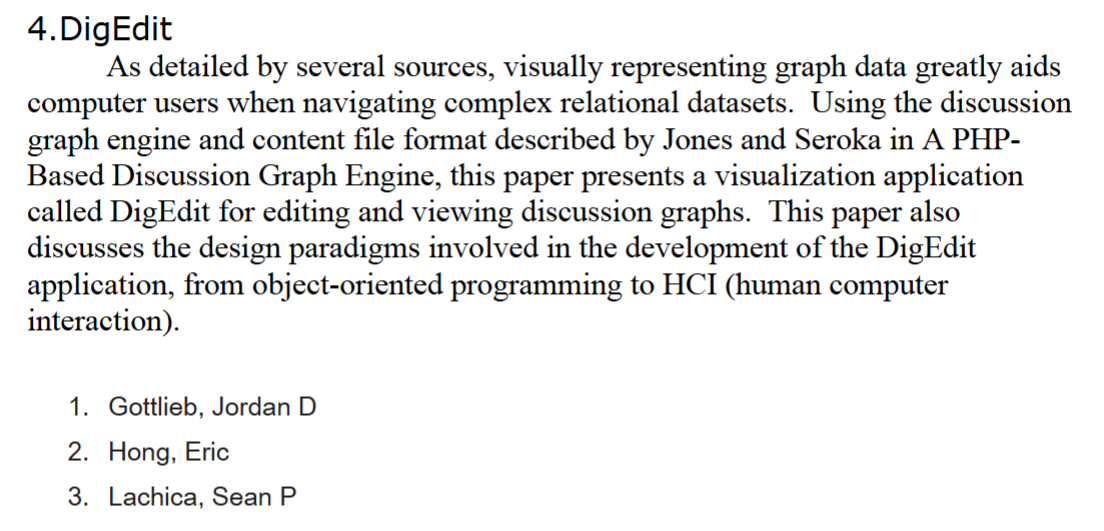 4.DigEdit
As detailed by several sources, visually representing graph data greatly aids
computer users when navigating complex relational datasets.  Using the discussion
graph engine and content file format described by Jones and Seroka in A PHP-
Based Discussion Graph Engine, this paper presents a visualization application
called DigEdit for editing and viewing discussion graphs.  This paper also
discusses the design paradigms involved in the development of the DigEdit
application, from object-oriented programming to HCI (human computer
interaction).
1. Gottlieb, Jordan D
2. Hong, Eric
3. Lachica, Sean P